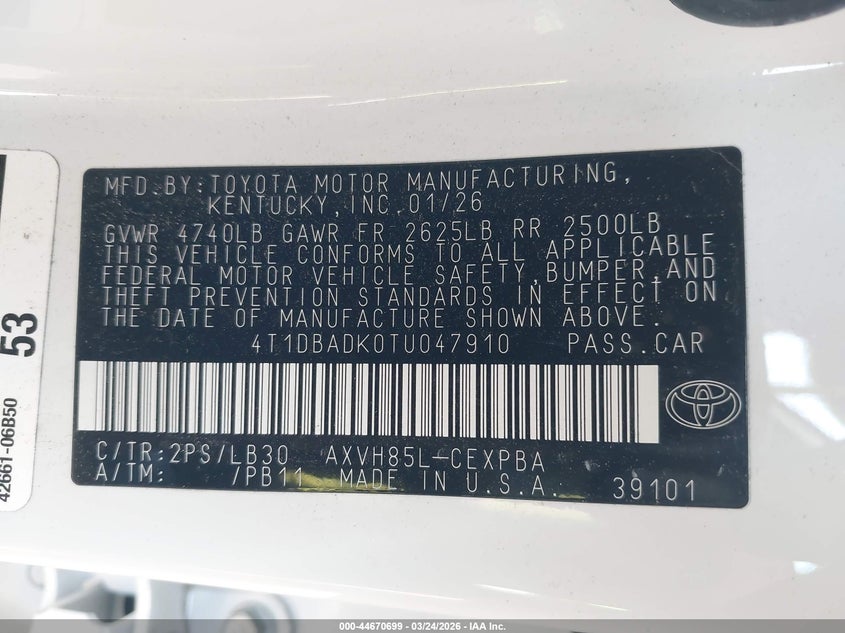 MFD.BY:TOYOTA MOTOR MANUFACTURING,
KENTUCKY,INC.01/26
GVWR 4740LB GAWR FR 2625LB RR 2500LB
THIS VEHICLE CONFORMS TO ALL APPLICABLE
FEDERAL MOTOR VEHICLE SAFETY,BUMPER,AND
THEFT PREVENTION STANDARDS IN EFFECT ON
THE DATE OF MANUFACTURE SHOWN ABOVE.
4T1DBADK0TU047910 PASS.CAR
C/TR:2PS/LB30 AXVH85L-CEXPBA
A/TM: /PB11 MADE IN U.S.A. 39101
53
42661-06B50
000-44670699 - 03/24/2026 - IAA Inc.